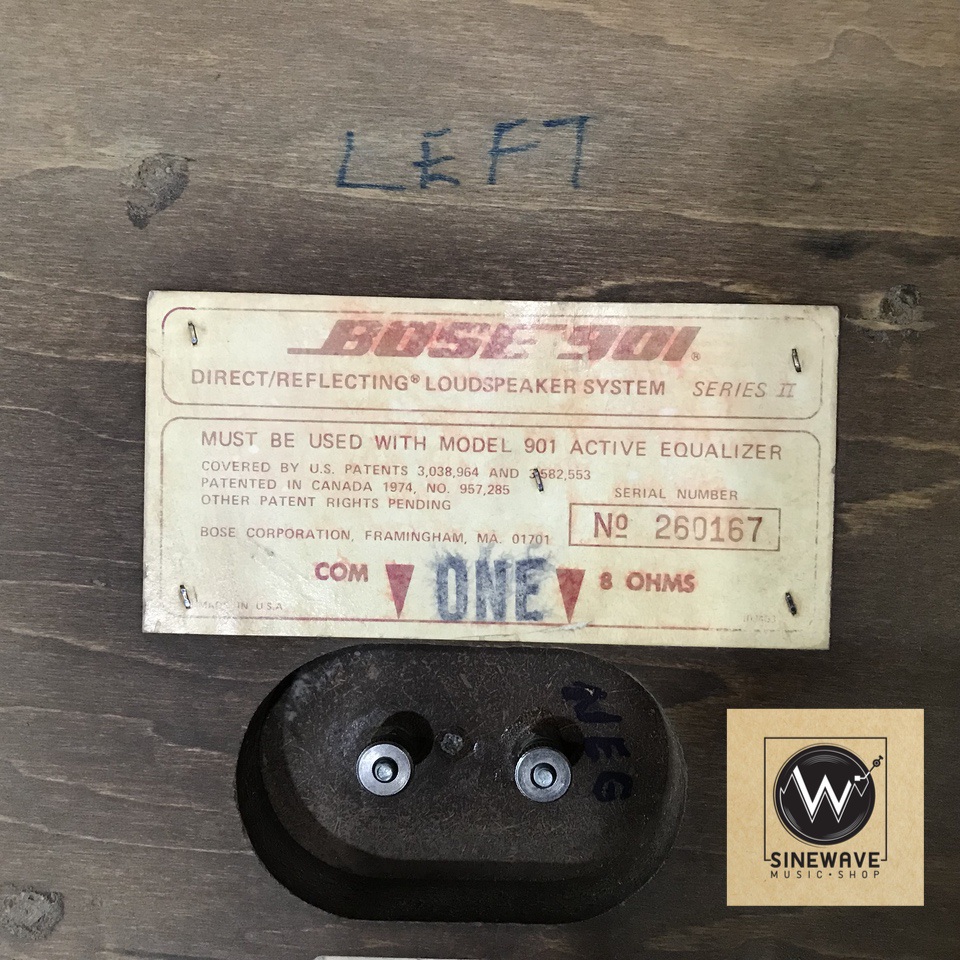 LEFT
BOSE 901®
DIRECT/REFLECTING® LOUDSPEAKER SYSTEM SERIES II
MUST BE USED WITH MODEL 901 ACTIVE EQUALIZER
COVERED BY U.S. PATENTS 3,038,964 AND 3,582,553
PATENTED IN CANADA 1974, NO. 957,285
OTHER PATENT RIGHTS PENDING
SERIAL NUMBER
Nº 260167
BOSE CORPORATION, FRAMINGHAM, MA. 01701
COM ONE 8 OHMS
MADE IN U.S.A.
NEG
W
SINEWAVE
MUSIC·SHOP